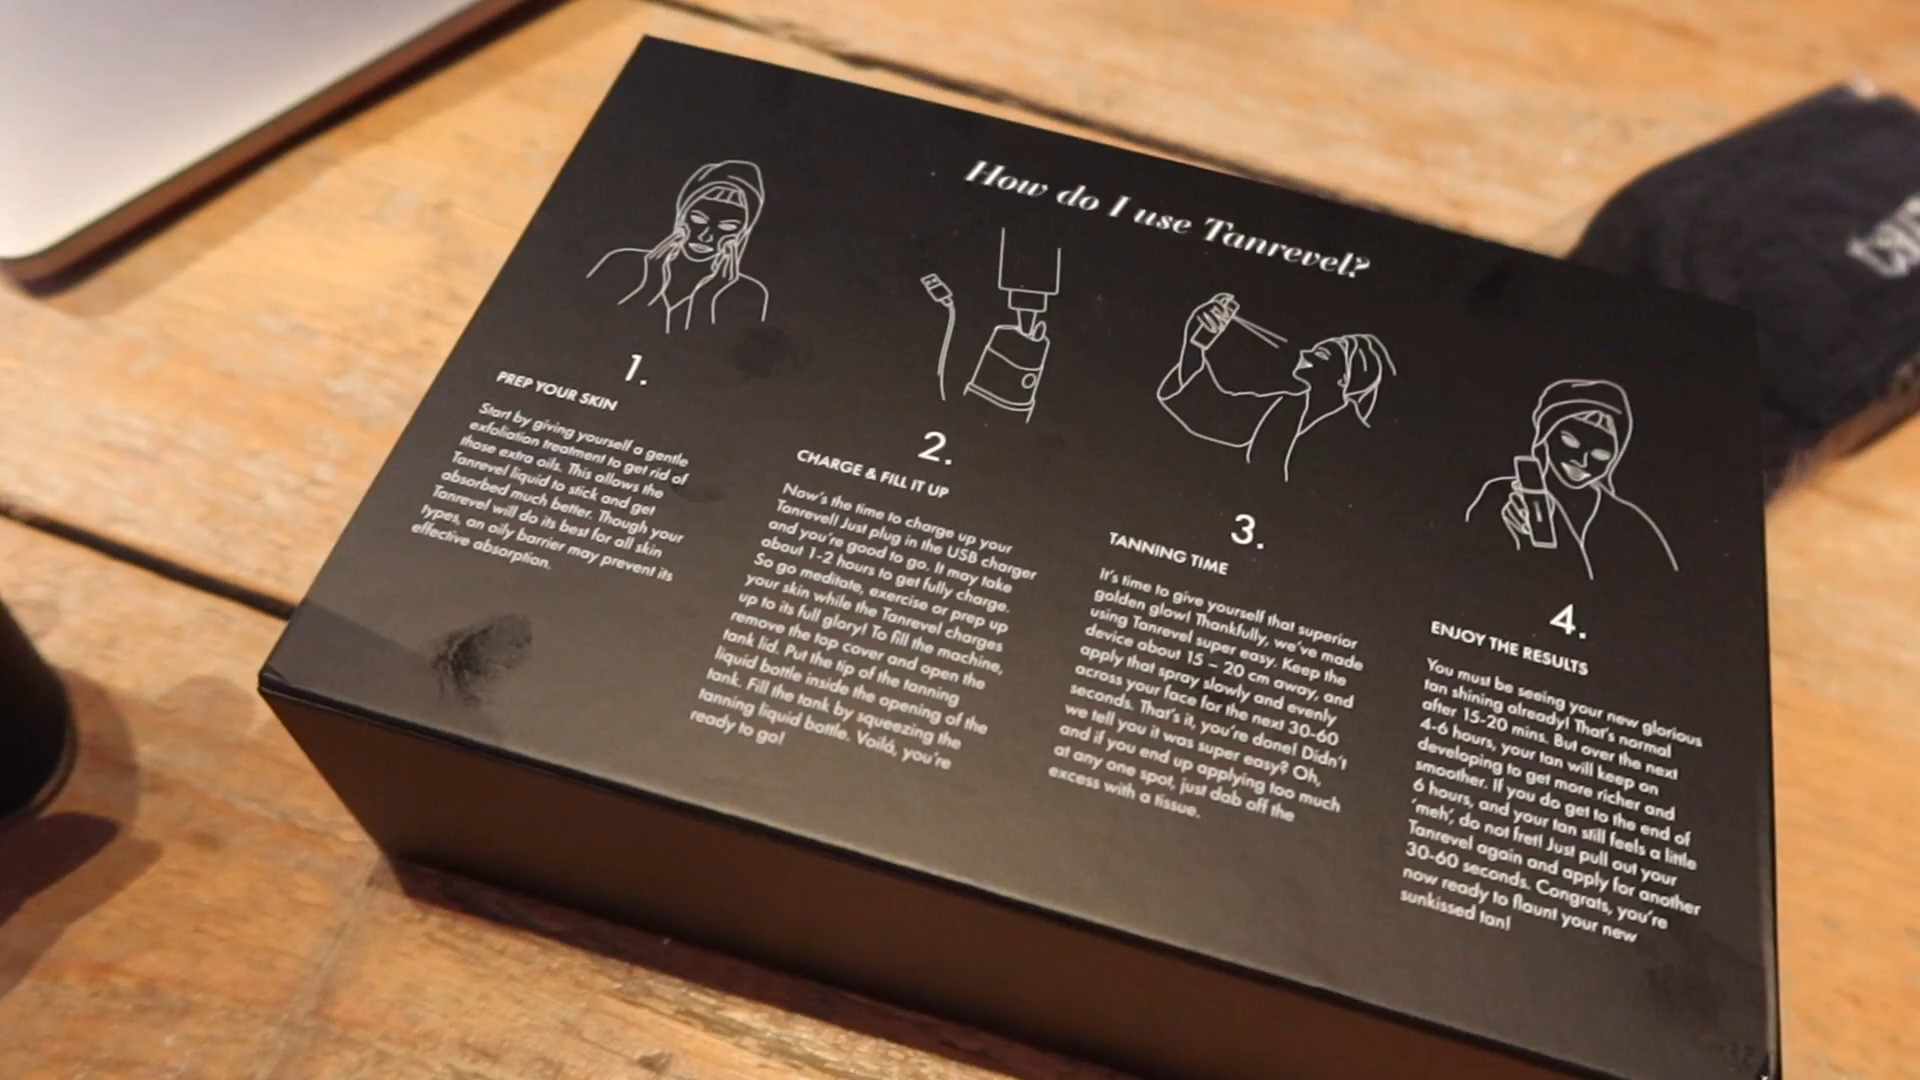 How do I use Tanrevel?
1.
PREP YOUR SKIN
Start by giving yourself a gentle
exfoliation treatment to get rid of
those extra oils. This allows the
Tanrevel liquid to stick and get
absorbed much better. Though your
Tanrevel will do its best for all skin
types, an oily barrier may prevent its
effective absorption.
2.
CHARGE & FILL IT UP
Now's the time to charge up your
Tanrevel! Just plug in the USB charger
and you're good to go. It may take
about 1-2 hours to get fully charge.
So go meditate, exercise or prep up
your skin while the Tanrevel charges
up to its full glory! To fill the machine,
remove the top cover and open the
tank lid. Put the tip of the tanning
liquid bottle inside the opening of the
tank. Fill the tank by squeezing the
tanning liquid bottle. Voilá, you're
ready to go!
3.
TANNING TIME
It's time to give yourself that superior
golden glow! Thankfully, we've made
using Tanrevel super easy. Keep the
device about 15 – 20 cm away, and
apply that spray slowly and evenly
across your face for the next 30-60
seconds. That's it, you're done! Didn't
we tell you it was super easy? Oh,
and if you end up applying too much
at any one spot, just dab off the
excess with a tissue.
4.
ENJOY THE RESULTS
You must be seeing your new glorious
tan shining already! That's normal
after 15-20 mins. But over the next
4-6 hours, your tan will keep on
developing to get more richer and
smoother. If you do get to the end of
6 hours, and your tan still feels a little
'meh', do not fret! Just pull out your
Tanrevel again and apply for another
30-60 seconds. Congrats, you're
now ready to flaunt your new
sunkissed tan!